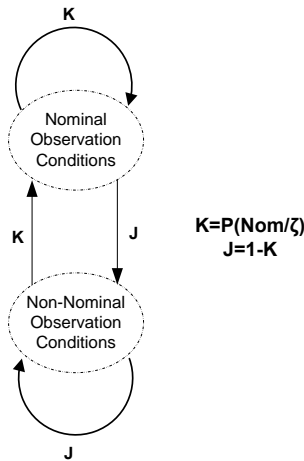 K
Nominal
Observation
Conditions
K
J
K=P(Nom/ζ)
J=1-K
Non-Nominal
Observation
Conditions
J